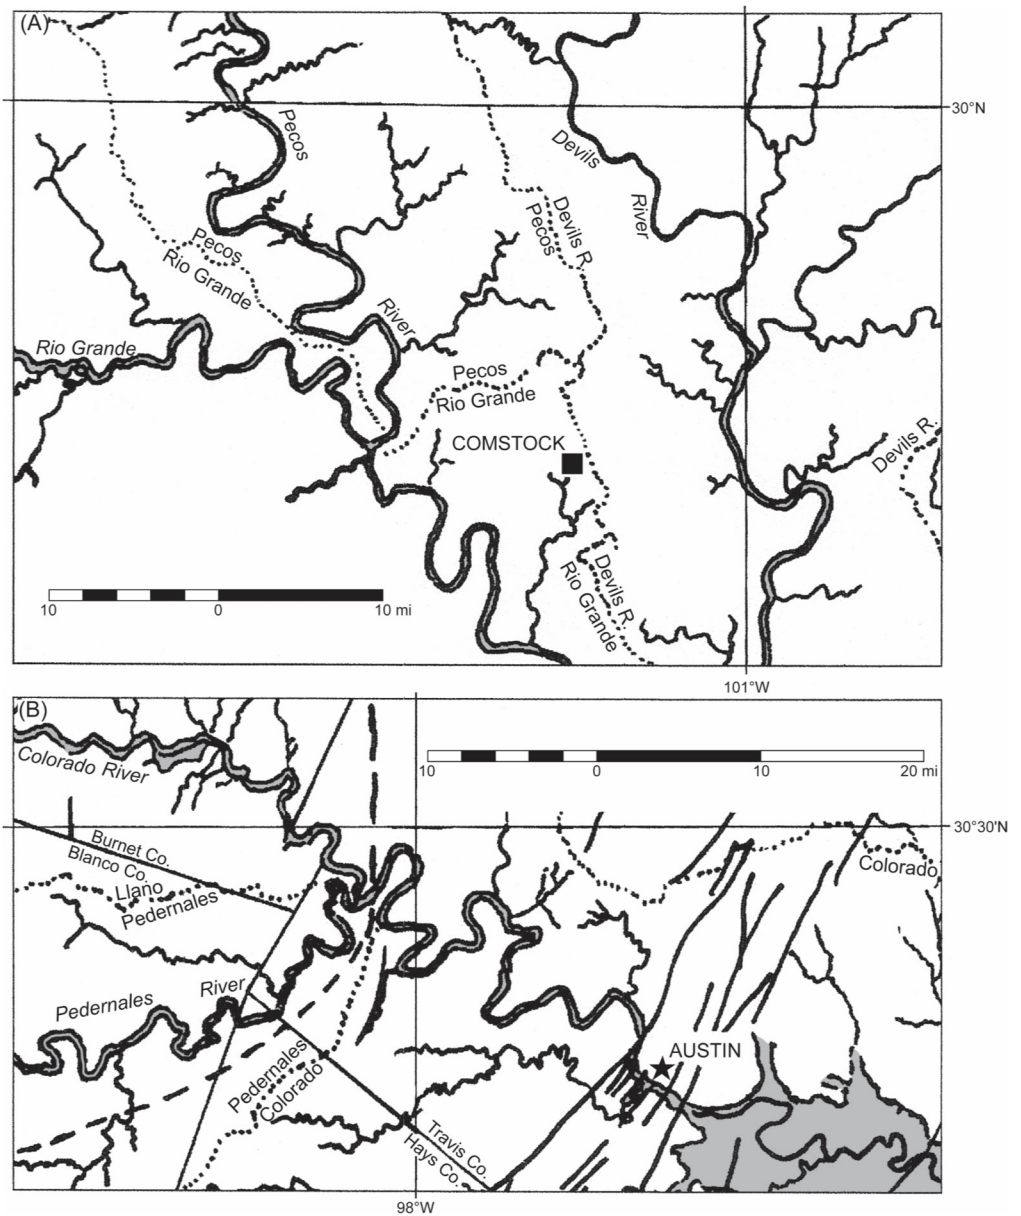 (A)
30°N
Pecos
Devils
River
Devils R.
Pecos
Pecos
Rio Grande
River
Rio Grande
Pecos
Rio Grande
COMSTOCK
Devils R.
Devils R.
Rio Grande
10 0 10 mi
101°W
(B)
Colorado River
10 0 10 20 mi
30°30'N
Burnet Co.
Blanco Co.
Llano
Pedernales
Colorado
River
Pedernales
AUSTIN
Pedernales
Colorado
Travis Co.
Hays Co.
98°W